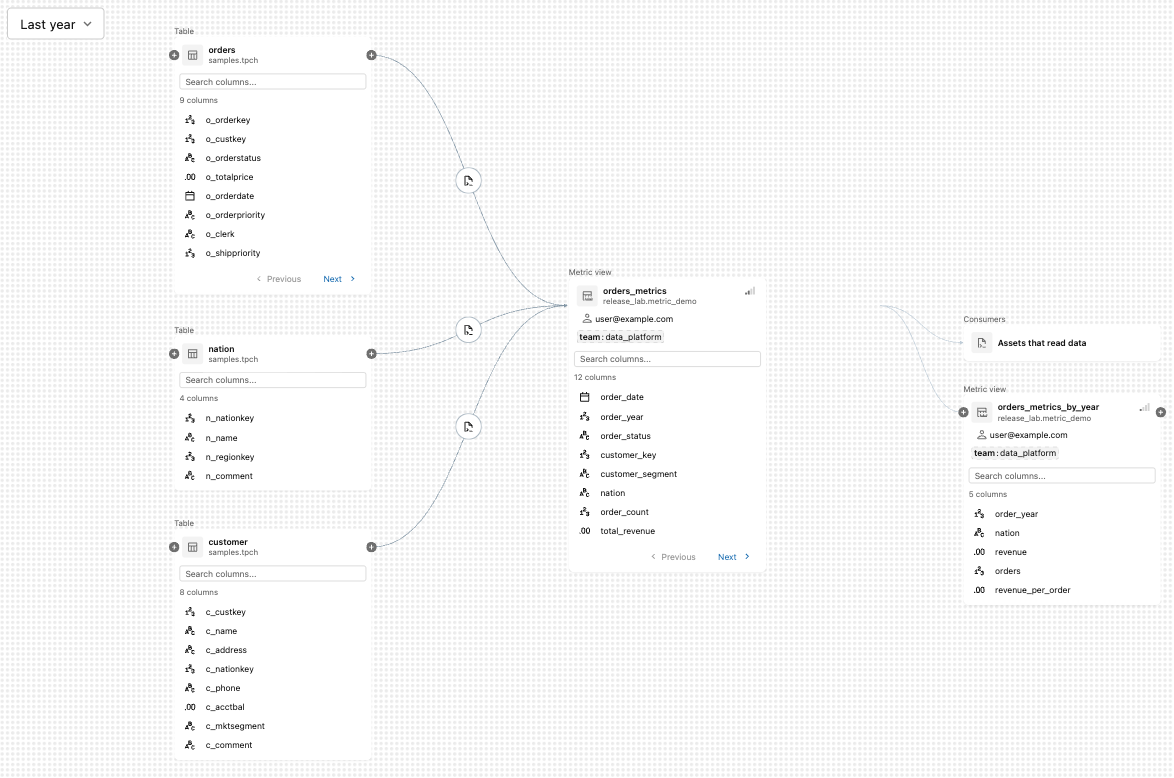 Last year
Table
orders
samples.tpch
Search columns...
9 columns
o_orderkey
o_custkey
o_orderstatus
o_totalprice
o_orderdate
o_orderpriority
o_clerk
o_shippriority
Previous Next
Table
nation
samples.tpch
Search columns...
4 columns
n_nationkey
n_name
n_regionkey
n_comment
Table
customer
samples.tpch
Search columns...
8 columns
c_custkey
c_name
c_address
c_nationkey
c_phone
c_acctbal
c_mktsegment
c_comment
Metric view
orders_metrics
release_lab.metric_demo
user@example.com
team : data_platform
Search columns...
12 columns
order_date
order_year
order_status
customer_key
customer_segment
nation
order_count
total_revenue
Previous Next
Consumers
Assets that read data
Metric view
orders_metrics_by_year
release_lab.metric_demo
user@example.com
team : data_platform
Search columns...
5 columns
order_year
nation
revenue
orders
revenue_per_order